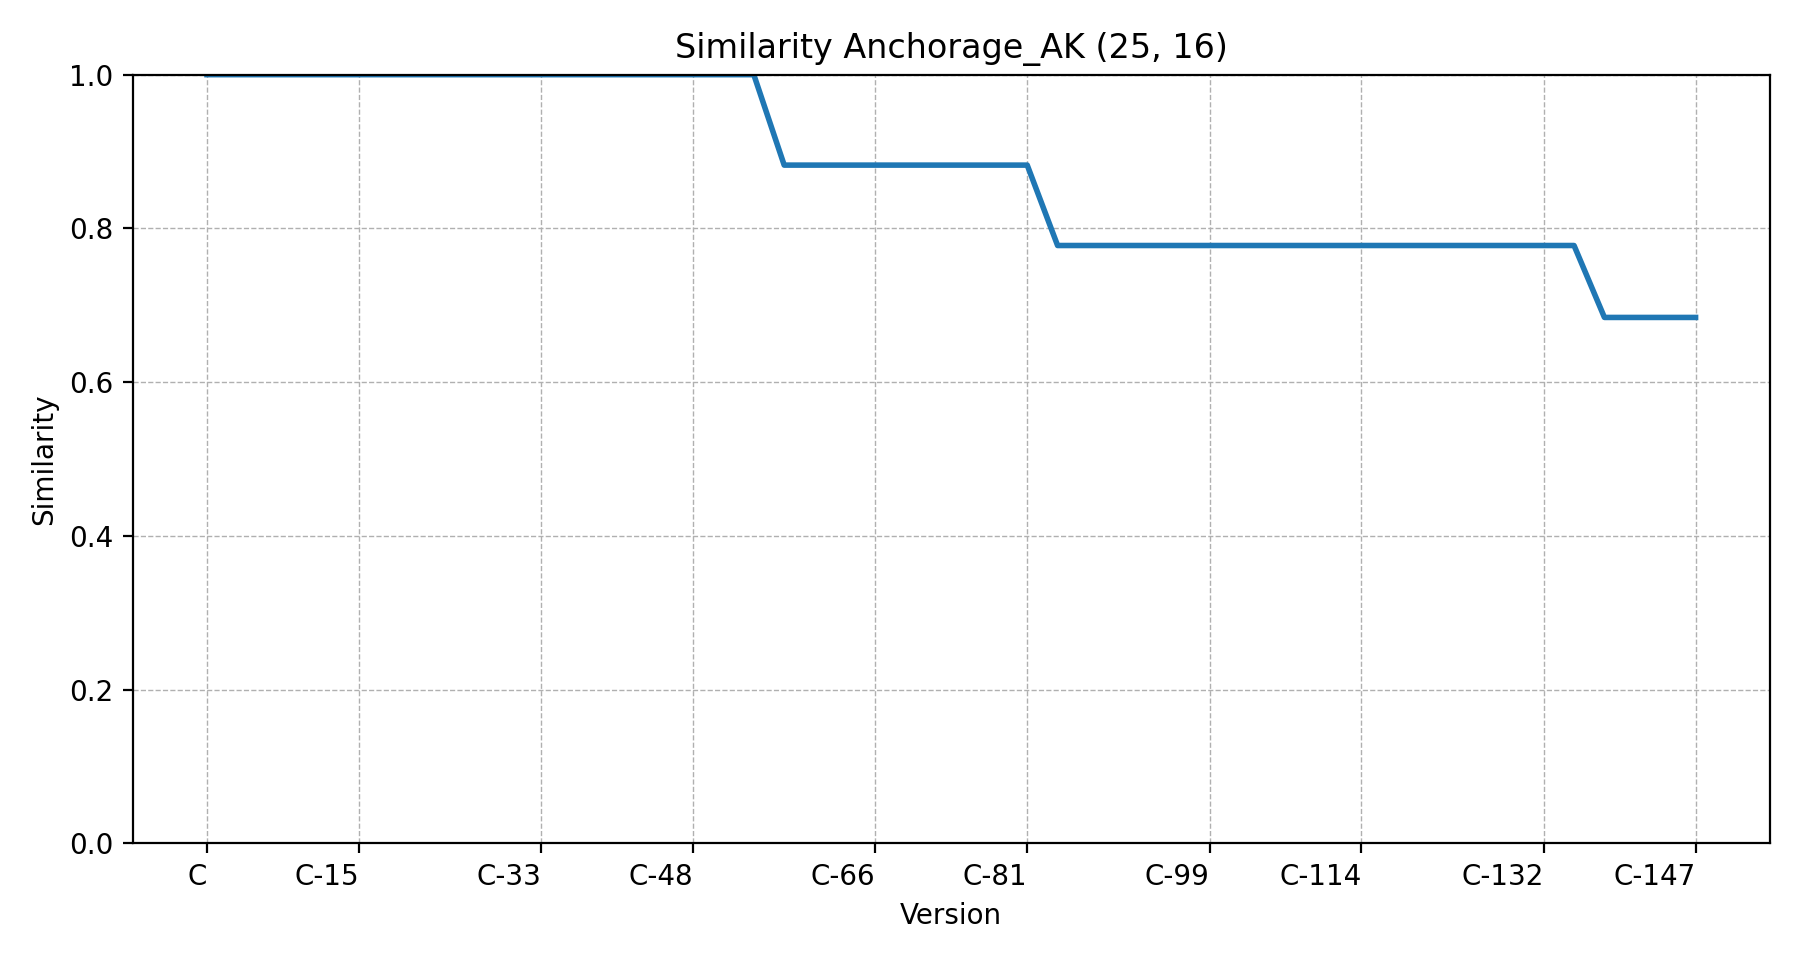 Similarity Anchorage_AK (25, 16)
1.0
0.8
0.6
0.4
0.2
0.0
Similarity
C C-15 C-33 C-48 C-66 C-81 C-99 C-114 C-132 C-147
Version